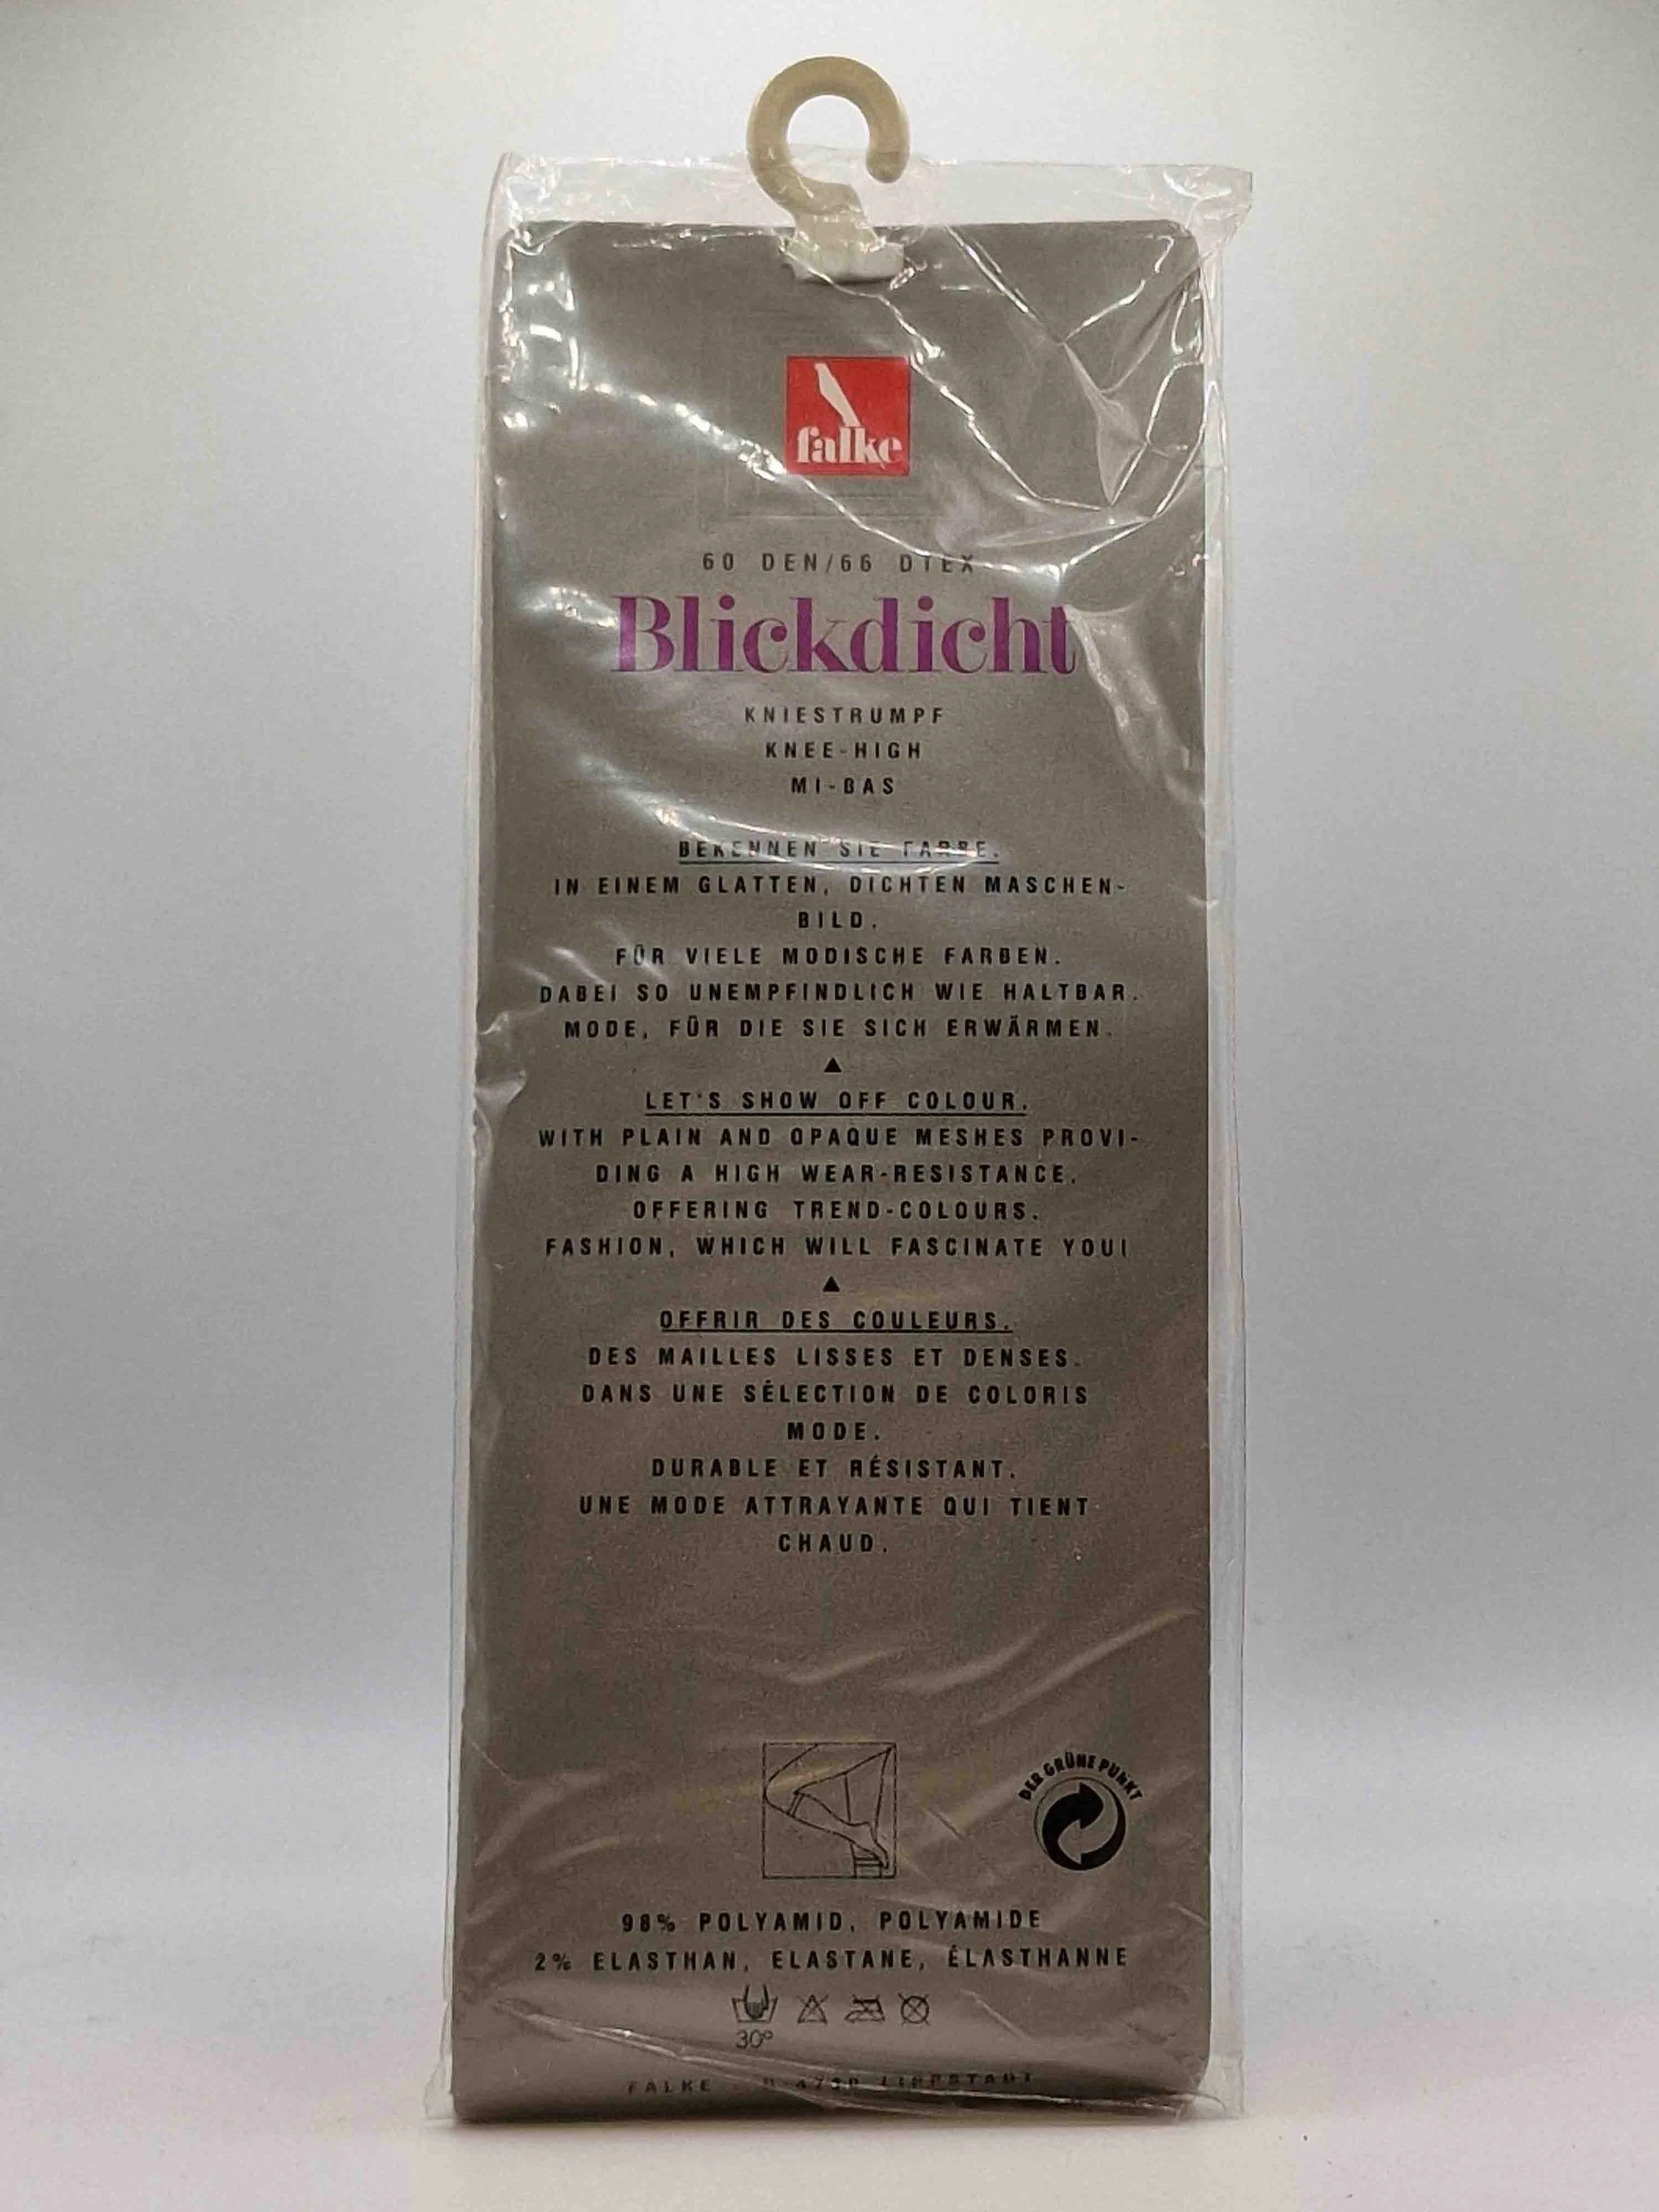 falke
60 DEN/66 DTEX
Blickdicht
KNIESTRUMPF
KNEE-HIGH
MI-BAS
BEKENNEN SIE FARBE.
IN EINEM GLATTEN, DICHTEN MASCHEN-
BILD.
FÜR VIELE MODISCHE FARBEN.
DABEI SO UNEMPFINDLICH WIE HALTBAR.
MODE, FÜR DIE SIE SICH ERWÄRMEN.
▲
LET'S SHOW OFF COLOUR.
WITH PLAIN AND OPAQUE MESHES PROVI-
DING A HIGH WEAR-RESISTANCE.
OFFERING TREND-COLOURS.
FASHION, WHICH WILL FASCINATE YOU!
▲
OFFRIR DES COULEURS.
DES MAILLES LISSES ET DENSES.
DANS UNE SÉLECTION DE COLORIS
MODE.
DURABLE ET RÉSISTANT.
UNE MODE ATTRAYANTE QUI TIENT
CHAUD.
DER GRÜNE PUNKT
98% POLYAMID, POLYAMIDE
2% ELASTHAN, ELASTANE, ÉLASTHANNE
30°
FALKE LIPPSTADT